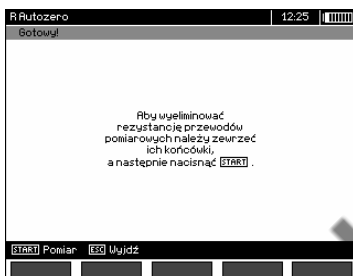 R Autozero 12:25
Gotowy!
Aby wyeliminować
rezystancję przewodów
pomiarowych należy zewrzeć
ich końcówki,
a następnie nacisnąć START .
START Pomiar ESC Wyjdź